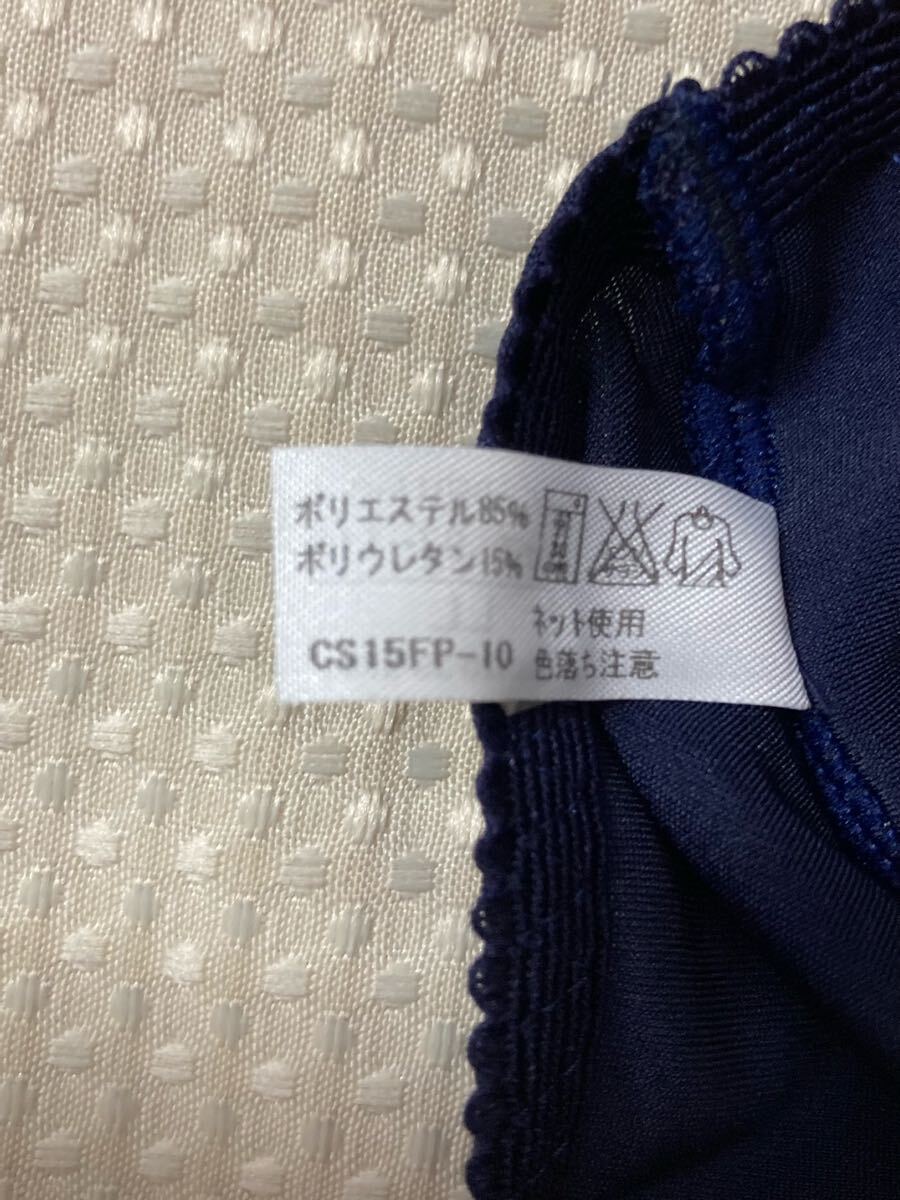 ポリエステル85%
ポリウレタン15%
CS15FP-10
ネット使用
色落ち注意